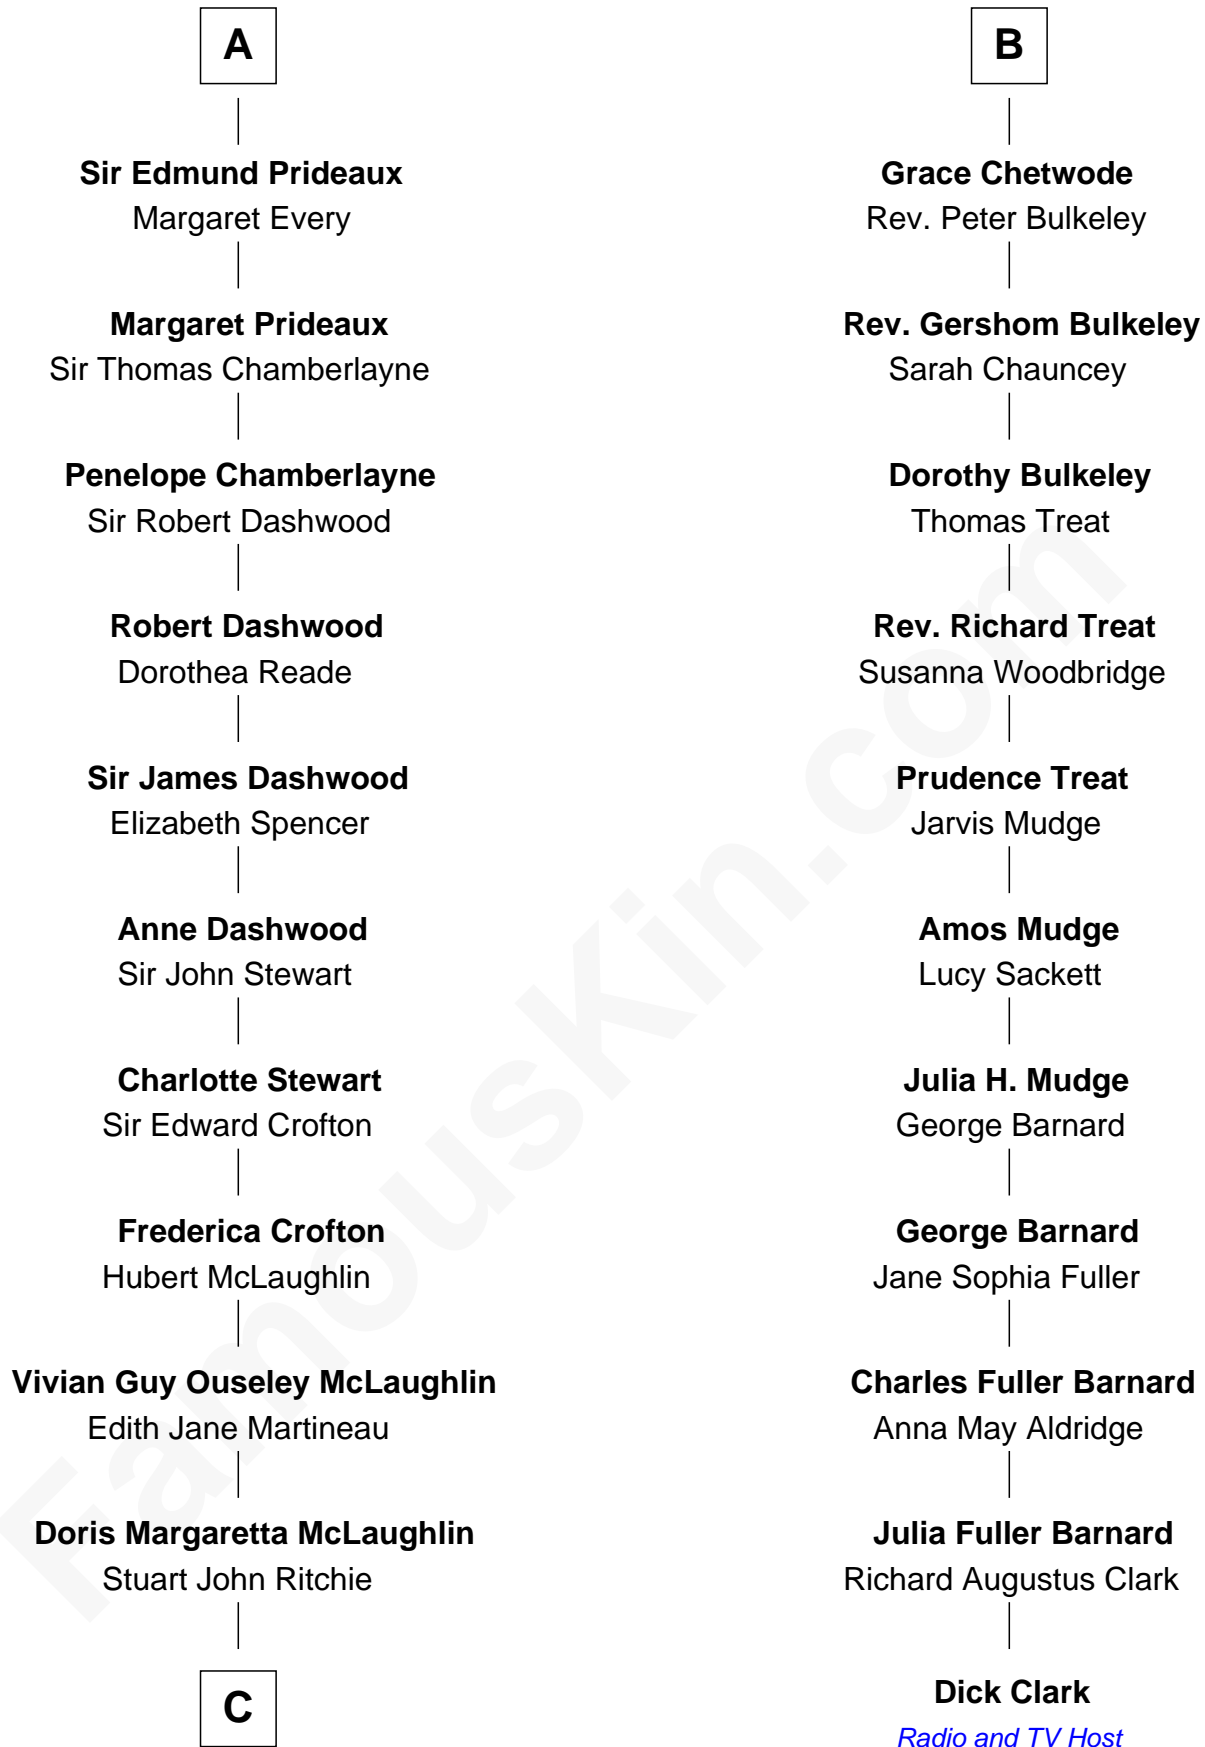 A
Sir Edmund Prideaux
Margaret Every
Margaret Prideaux
Sir Thomas Chamberlayne
Penelope Chamberlayne
Sir Robert Dashwood
Robert Dashwood
Dorothea Reade
Sir James Dashwood
Elizabeth Spencer
Anne Dashwood
Sir John Stewart
Charlotte Stewart
Sir Edward Crofton
Frederica Crofton
Hubert McLaughlin
Vivian Guy Ouseley McLaughlin
Edith Jane Martineau
Doris Margaretta McLaughlin
Stuart John Ritchie
C
B
Grace Chetwode
Rev. Peter Bulkeley
Rev. Gershom Bulkeley
Sarah Chauncey
Dorothy Bulkeley
Thomas Treat
Rev. Richard Treat
Susanna Woodbridge
Prudence Treat
Jarvis Mudge
Amos Mudge
Lucy Sackett
Julia H. Mudge
George Barnard
George Barnard
Jane Sophia Fuller
Charles Fuller Barnard
Anna May Aldridge
Julia Fuller Barnard
Richard Augustus Clark
Dick Clark
Radio and TV Host
FamousKin.com